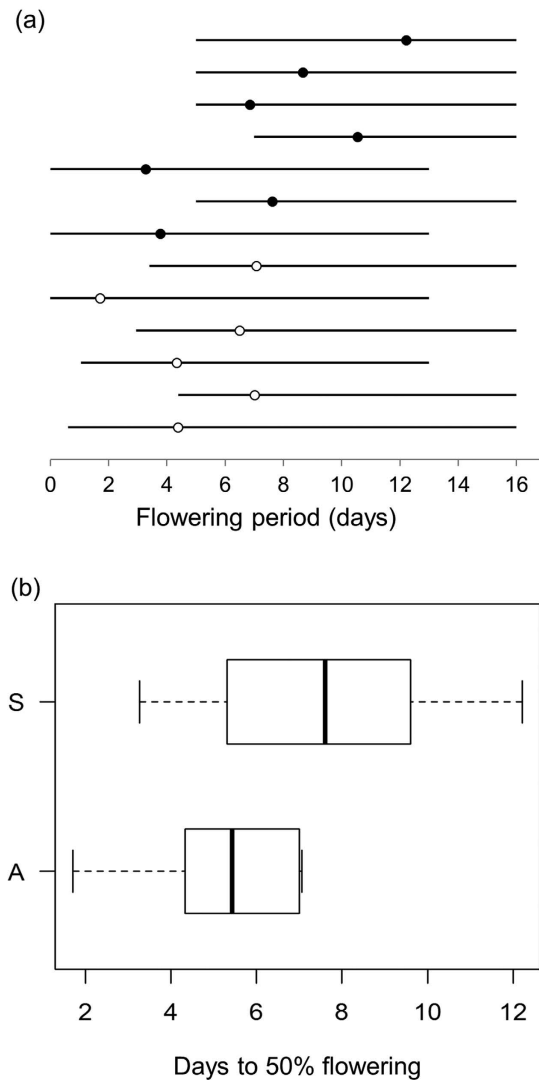 (a)
0 2 4 6 8 10 12 14 16
Flowering period (days)
(b)
S
A
2 4 6 8 10 12
Days to 50% flowering